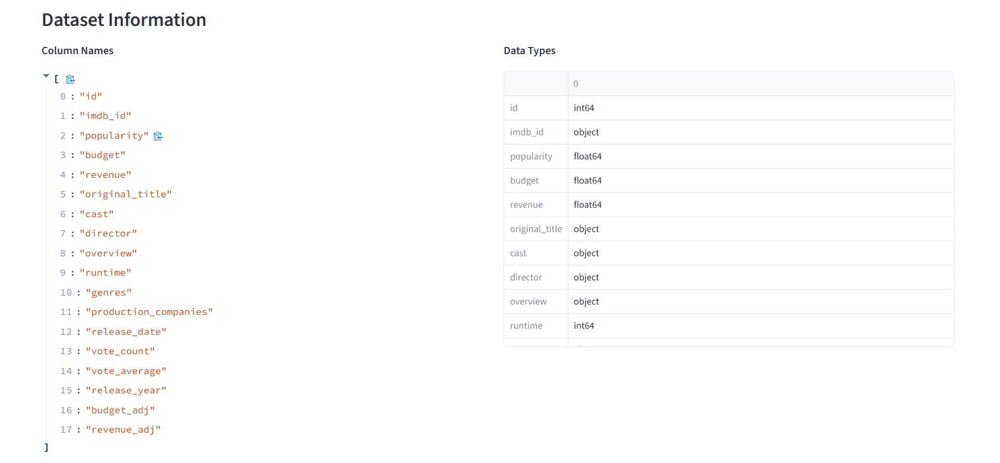 Dataset Information
Column Names
[
0 : "id"
1 : "imdb_id"
2 : "popularity"
3 : "budget"
4 : "revenue"
5 : "original_title"
6 : "cast"
7 : "director"
8 : "overview"
9 : "runtime"
10 : "genres"
11 : "production_companies"
12 : "release_date"
13 : "vote_count"
14 : "vote_average"
15 : "release_year"
16 : "budget_adj"
17 : "revenue_adj"
]
Data Types
0
id int64
imdb_id object
popularity float64
budget float64
revenue float64
original_title object
cast object
director object
overview object
runtime int64